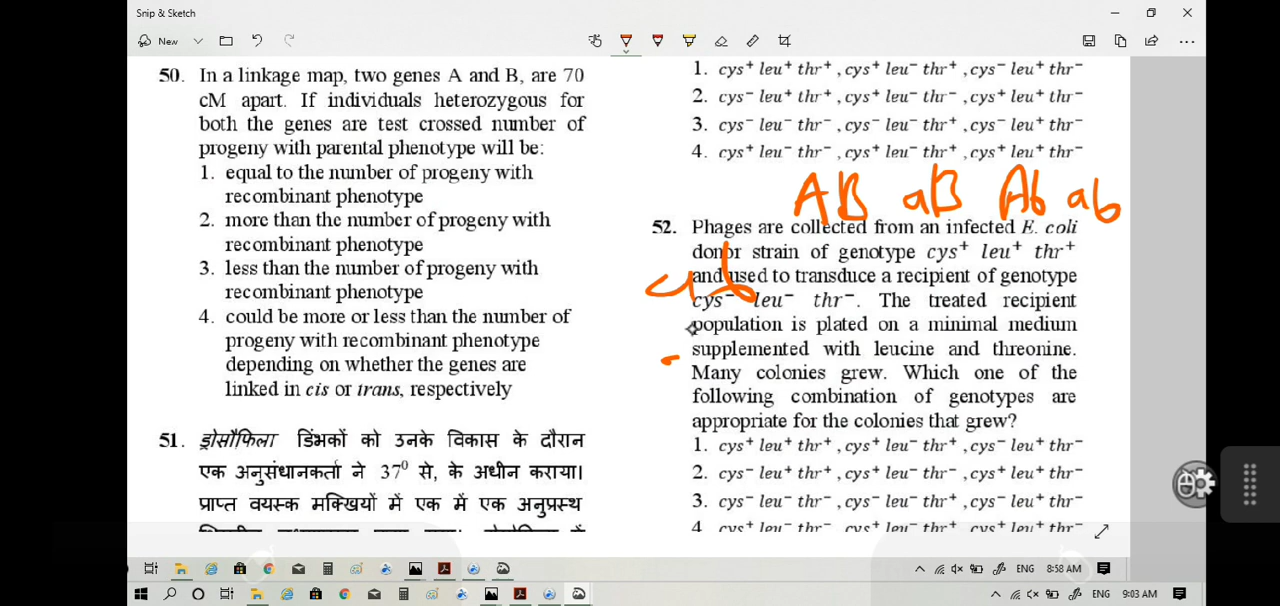 Snip & Sketch
New
50. In a linkage map, two genes A and B, are 70
cM apart. If individuals heterozygous for
both the genes are test crossed number of
progeny with parental phenotype will be:
1. equal to the number of progeny with
recombinant phenotype
2. more than the number of progeny with
recombinant phenotype
3. less than the number of progeny with
recombinant phenotype
4. could be more or less than the number of
progeny with recombinant phenotype
depending on whether the genes are
linked in cis or trans, respectively
51. ड्रोसौफिला डिंभकों को उनके विकास के दौरान
एक अनुसंधानकर्ता ने 37⁰ से, के अधीन कराया।
प्राप्त वयस्क मक्खियों में एक में एक अनुप्रस्थ
1. cys⁺ leu⁺ thr⁺ , cys⁺ leu⁻ thr⁺ , cys⁻ leu⁺ thr⁻
2. cys⁻ leu⁺ thr⁺ , cys⁺ leu⁻ thr⁻ , cys⁺ leu⁺ thr⁻
3. cys⁻ leu⁻ thr⁻ , cys⁻ leu⁻ thr⁺ , cys⁻ leu⁺ thr⁻
4. cys⁺ leu⁻ thr⁻ , cys⁺ leu⁻ thr⁺ , cys⁺ leu⁺ thr⁻
AB aB Ab ab
52. Phages are collected from an infected E. coli
donor strain of genotype cys⁺ leu⁺ thr⁺
and used to transduce a recipient of genotype
cys⁻ leu⁻ thr⁻. The treated recipient
population is plated on a minimal medium
supplemented with leucine and threonine.
Many colonies grew. Which one of the
following combination of genotypes are
appropriate for the colonies that grew?
1. cys⁺ leu⁺ thr⁺ , cys⁺ leu⁻ thr⁺ , cys⁻ leu⁺ thr⁻
2. cys⁻ leu⁺ thr⁺ , cys⁺ leu⁻ thr⁻ , cys⁺ leu⁺ thr⁻
3. cys⁻ leu⁻ thr⁻ , cys⁻ leu⁻ thr⁺ , cys⁻ leu⁺ thr⁻
4. cys⁺ leu⁻ thr⁻ , cys⁺ leu⁻ thr⁺ , cys⁺ leu⁺ thr⁻
ab
ENG 8:58 AM
ENG 9:03 AM